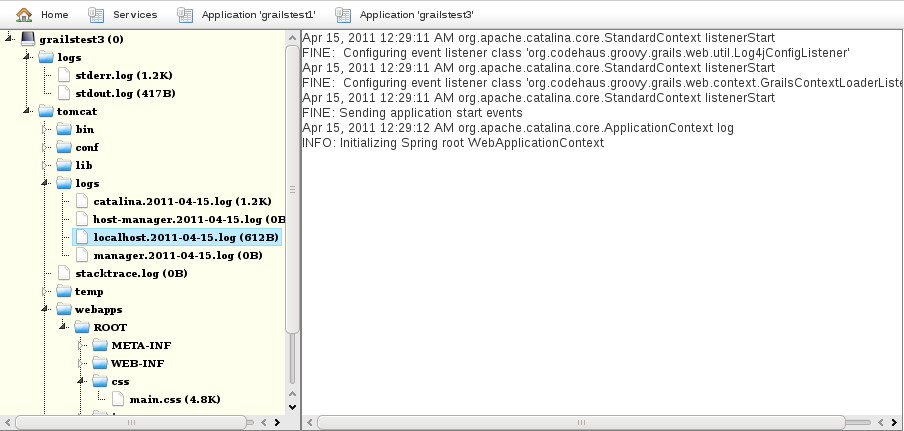 Home Services Application 'grailstest1' Application 'grailstest3'
grailstest3 (0)
logs
stderr.log (1.2K)
stdout.log (417B)
tomcat
bin
conf
lib
logs
catalina.2011-04-15.log (1.2K)
host-manager.2011-04-15.log (0B
localhost.2011-04-15.log (612B)
manager.2011-04-15.log (0B)
stacktrace.log (0B)
temp
webapps
ROOT
META-INF
WEB-INF
css
main.css (4.8K)
Apr 15, 2011 12:29:11 AM org.apache.catalina.core.StandardContext listenerStart
FINE:  Configuring event listener class 'org.codehaus.groovy.grails.web.util.Log4jConfigListener'
Apr 15, 2011 12:29:11 AM org.apache.catalina.core.StandardContext listenerStart
FINE:  Configuring event listener class 'org.codehaus.groovy.grails.web.context.GrailsContextLoaderListe
Apr 15, 2011 12:29:11 AM org.apache.catalina.core.StandardContext listenerStart
FINE: Sending application start events
Apr 15, 2011 12:29:12 AM org.apache.catalina.core.ApplicationContext log
INFO: Initializing Spring root WebApplicationContext